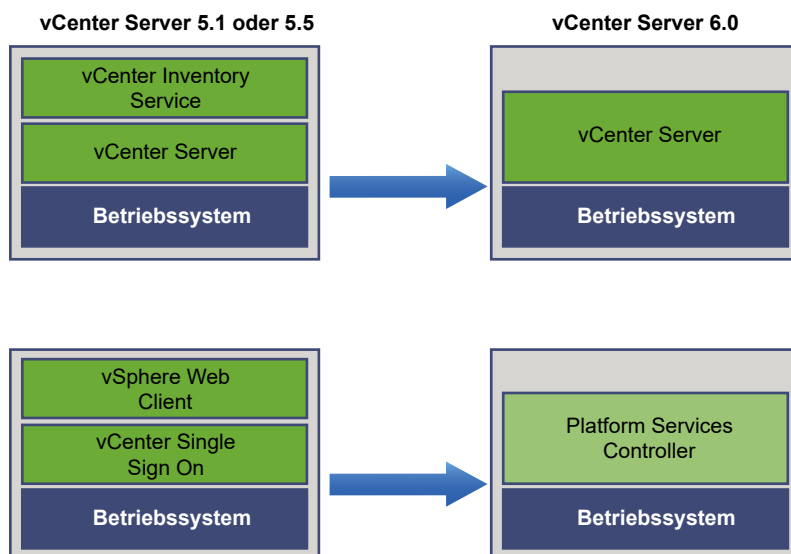 vCenter Server 5.1 oder 5.5
vCenter Server 6.0
vCenter Inventory
Service
vCenter Server
Betriebssystem
vCenter Server
Betriebssystem
vSphere Web
Client
vCenter Single
Sign On
Betriebssystem
Platform Services
Controller
Betriebssystem